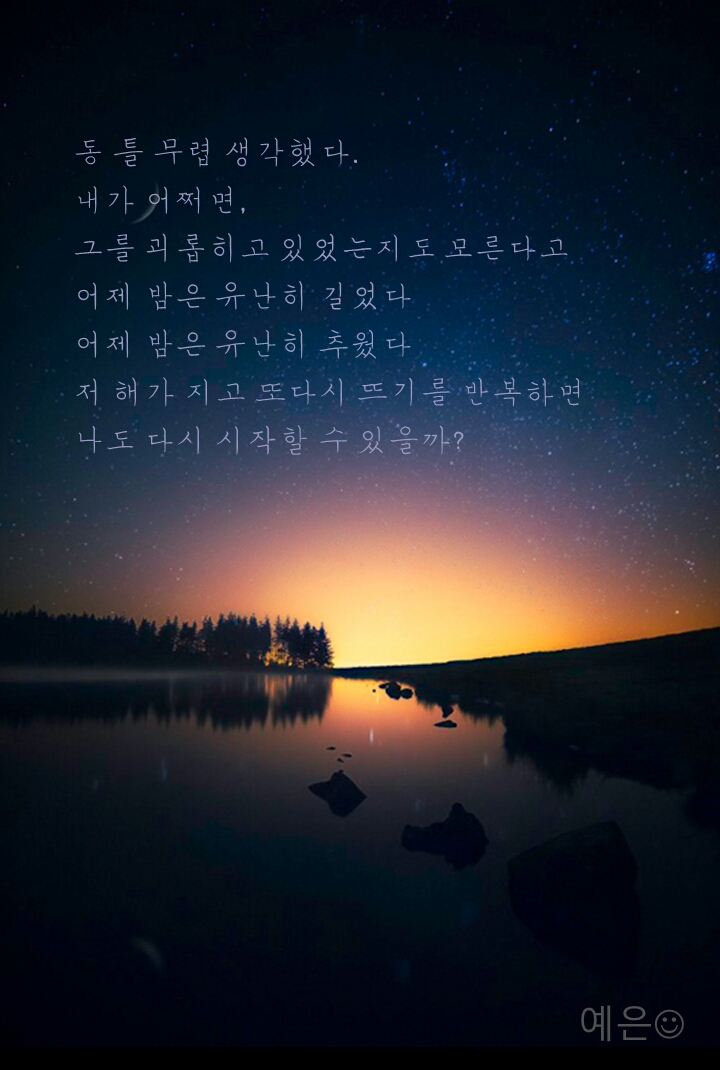 동 틀 무렵 생각했다.
내가 어쩌면,
그를 괴롭히고 있었는지도 모른다고
어제 밤은 유난히 길었다
어제 밤은 유난히 추웠다
저 해가 지고 또다시 뜨기를 반복하면
나도 다시 시작할 수 있을까?
예은☺